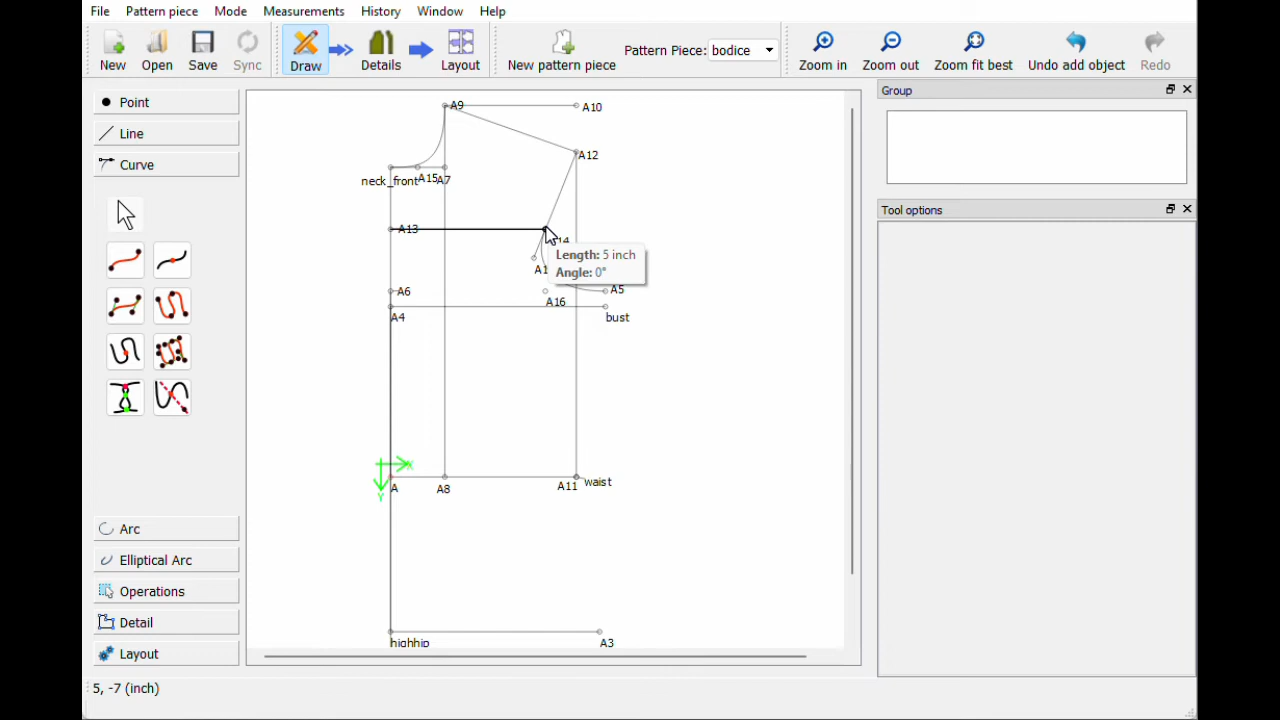 File Pattern piece Mode Measurements History Window Help
New Open Save Sync Draw Details Layout New pattern piece Pattern Piece: bodice Zoom in Zoom out Zoom fit best Undo add object Redo
Point
Line
Curve
Arc
Elliptical Arc
Operations
Detail
Layout
A9 A10
A12
neck_front A15 A7
A13
Length: 5 inch
Angle: 0°
A6 A16 A5
A4 bust
X
Y
A A8 A11 waist
highhip A3
Group
Tool options
5, -7 (inch)